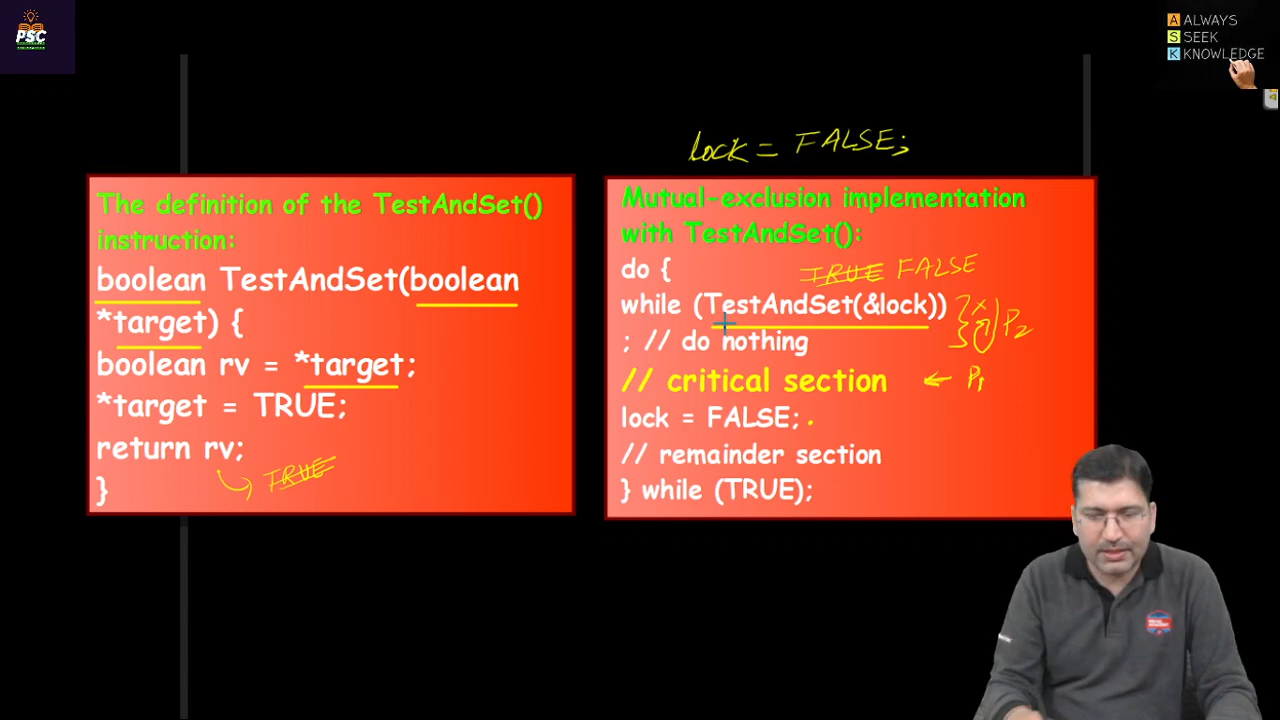 PSC
A ALWAYS
S SEEK
K KNOWLEDGE
lock = FALSE;
The definition of the TestAndSet()
instruction:
boolean TestAndSet(boolean
*target) {
boolean rv = *target;
*target = TRUE;
return rv;
TRUE
}
Mutual-exclusion implementation
with TestAndSet():
do {
TRUE FALSE
while (TestAndSet(&lock))
; // do nothing
P2
// critical section
← P1
lock = FALSE;
// remainder section
} while (TRUE);